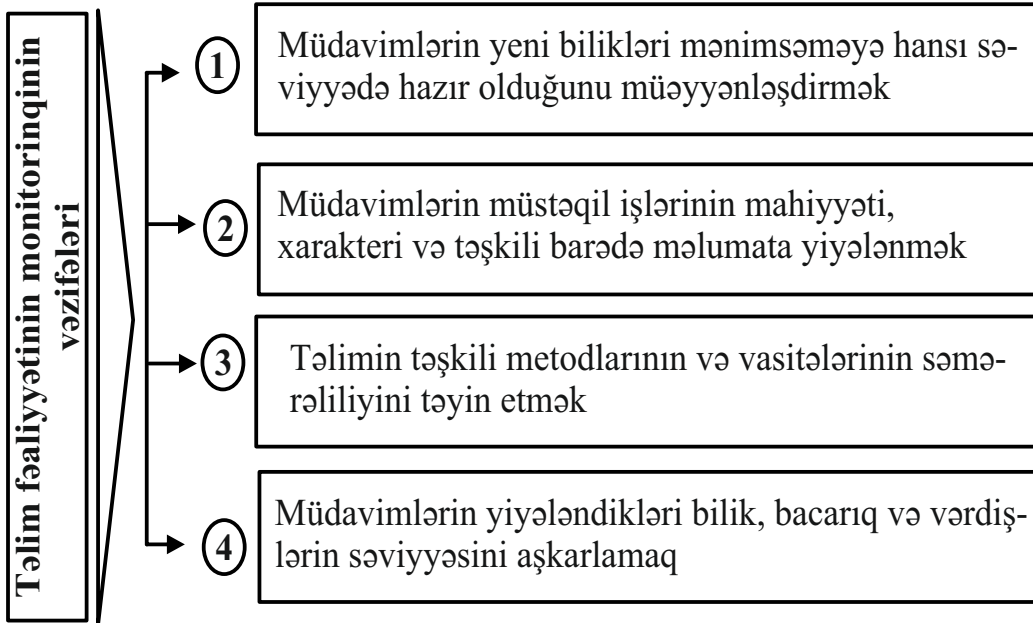 Təlim fəaliyyətinin monitorinqinin
vəzifələri
1
Müdavimlərin yeni bilikləri mənimsəməyə hansı sə-
viyyədə hazır olduğunu müəyyənləşdirmək
2
Müdavimlərin müstəqil işlərinin mahiyyəti,
xarakteri və təşkili barədə məlumata yiyələnmək
3
Təlimin təşkili metodlarının və vasitələrinin səmə-
rəliliyini təyin etmək
4
Müdavimlərin yiyələndikləri bilik, bacarıq və vərdiş-
lərin səviyyəsini aşkarlamaq